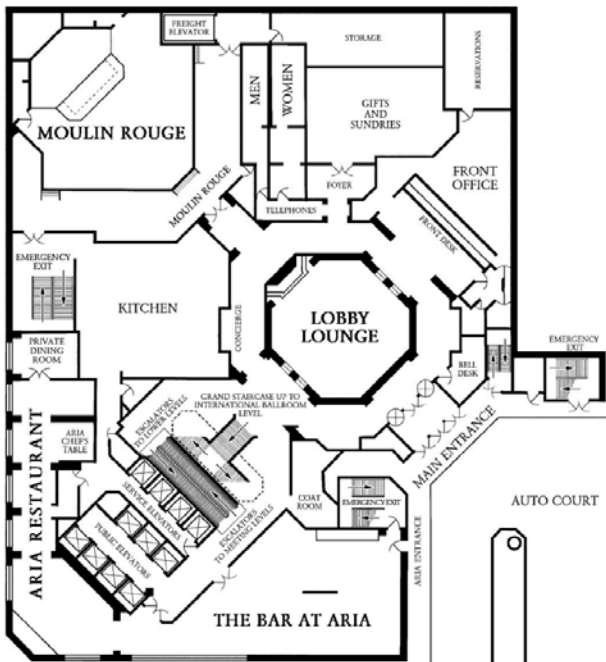 FREIGHT
ELEVATOR
STORAGE
RESERVATIONS
MEN
WOMEN
GIFTS
AND
SUNDRIES
MOULIN ROUGE
FRONT
OFFICE
MOULIN ROUGE
FOYER
TELEPHONES
FRONT DESK
EMERGENCY
EXIT
KITCHEN
CONCIERGE
LOBBY
LOUNGE
PRIVATE
DINING
ROOM
BELL
DESK
EMERGENCY
EXIT
GRAND STAIRCASE UP TO
INTERNATIONAL BALLROOM
LEVEL
ESCALATORS
TO LOWER LEVELS
MAIN ENTRANCE
ARIA
CHEF'S
TABLE
ARIA RESTAURANT
SERVICE ELEVATORS
COAT
ROOM
EMERGENCY EXIT
AUTO COURT
PUBLIC ELEVATORS
ESCALATORS
TO MEETING LEVELS
ARIA ENTRANCE
THE BAR AT ARIA